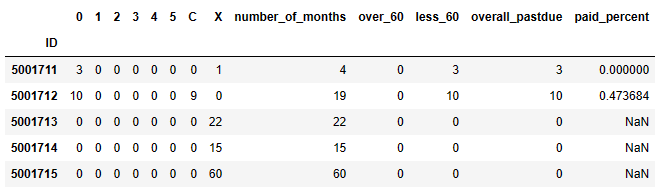 0 1 2 3 4 5 C X number_of_months over_60 less_60 overall_pastdue paid_percent
ID
5001711 3 0 0 0 0 0 0 1 4 0 3 3 0.000000
5001712 10 0 0 0 0 0 9 0 19 0 10 10 0.473684
5001713 0 0 0 0 0 0 0 22 22 0 0 0 NaN
5001714 0 0 0 0 0 0 0 15 15 0 0 0 NaN
5001715 0 0 0 0 0 0 0 60 60 0 0 0 NaN